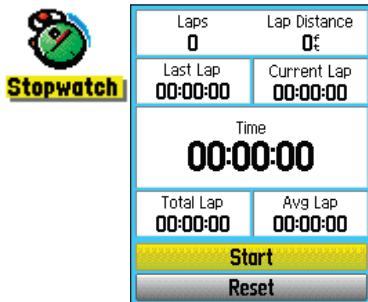 Stopwatch
Laps Lap Distance
0 0ft
Last Lap Current Lap
00:00:00 00:00:00
Time
00:00:00
Total Lap Avg Lap
00:00:00 00:00:00
Start
Reset